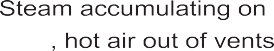 Steam accumulating on
, hot air out of vents